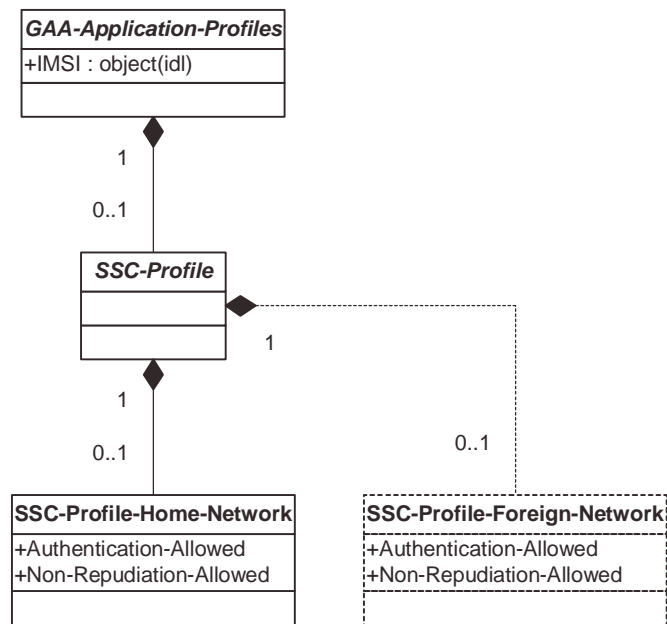 GAA-Application-Profiles
+IMSI : object(idl)
1
0..1
SSC-Profile
1
1
0..1
0..1
SSC-Profile-Home-Network
+Authentication-Allowed
+Non-Repudiation-Allowed
SSC-Profile-Foreign-Network
+Authentication-Allowed
+Non-Repudiation-Allowed